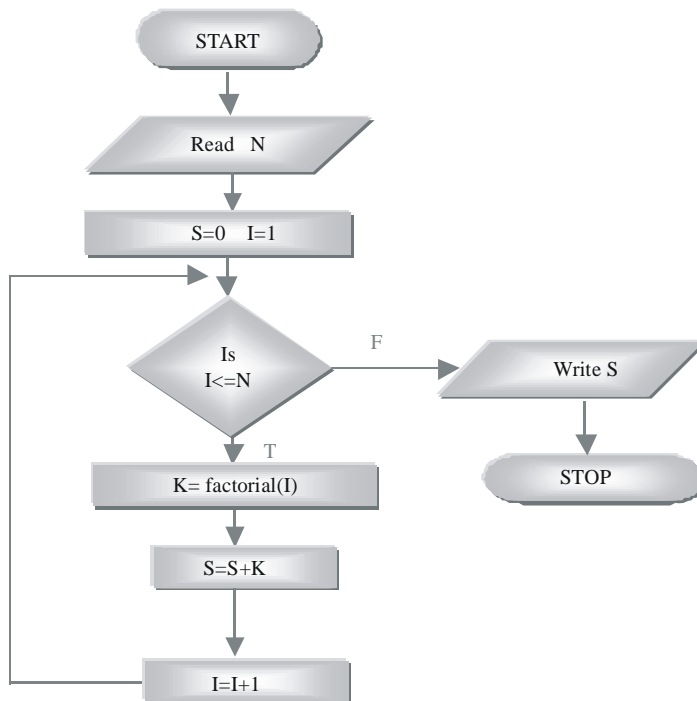 START
Read N
S=0 I=1
Is
I<=N
F
Write S
T
STOP
K= factorial(I)
S=S+K
I=I+1